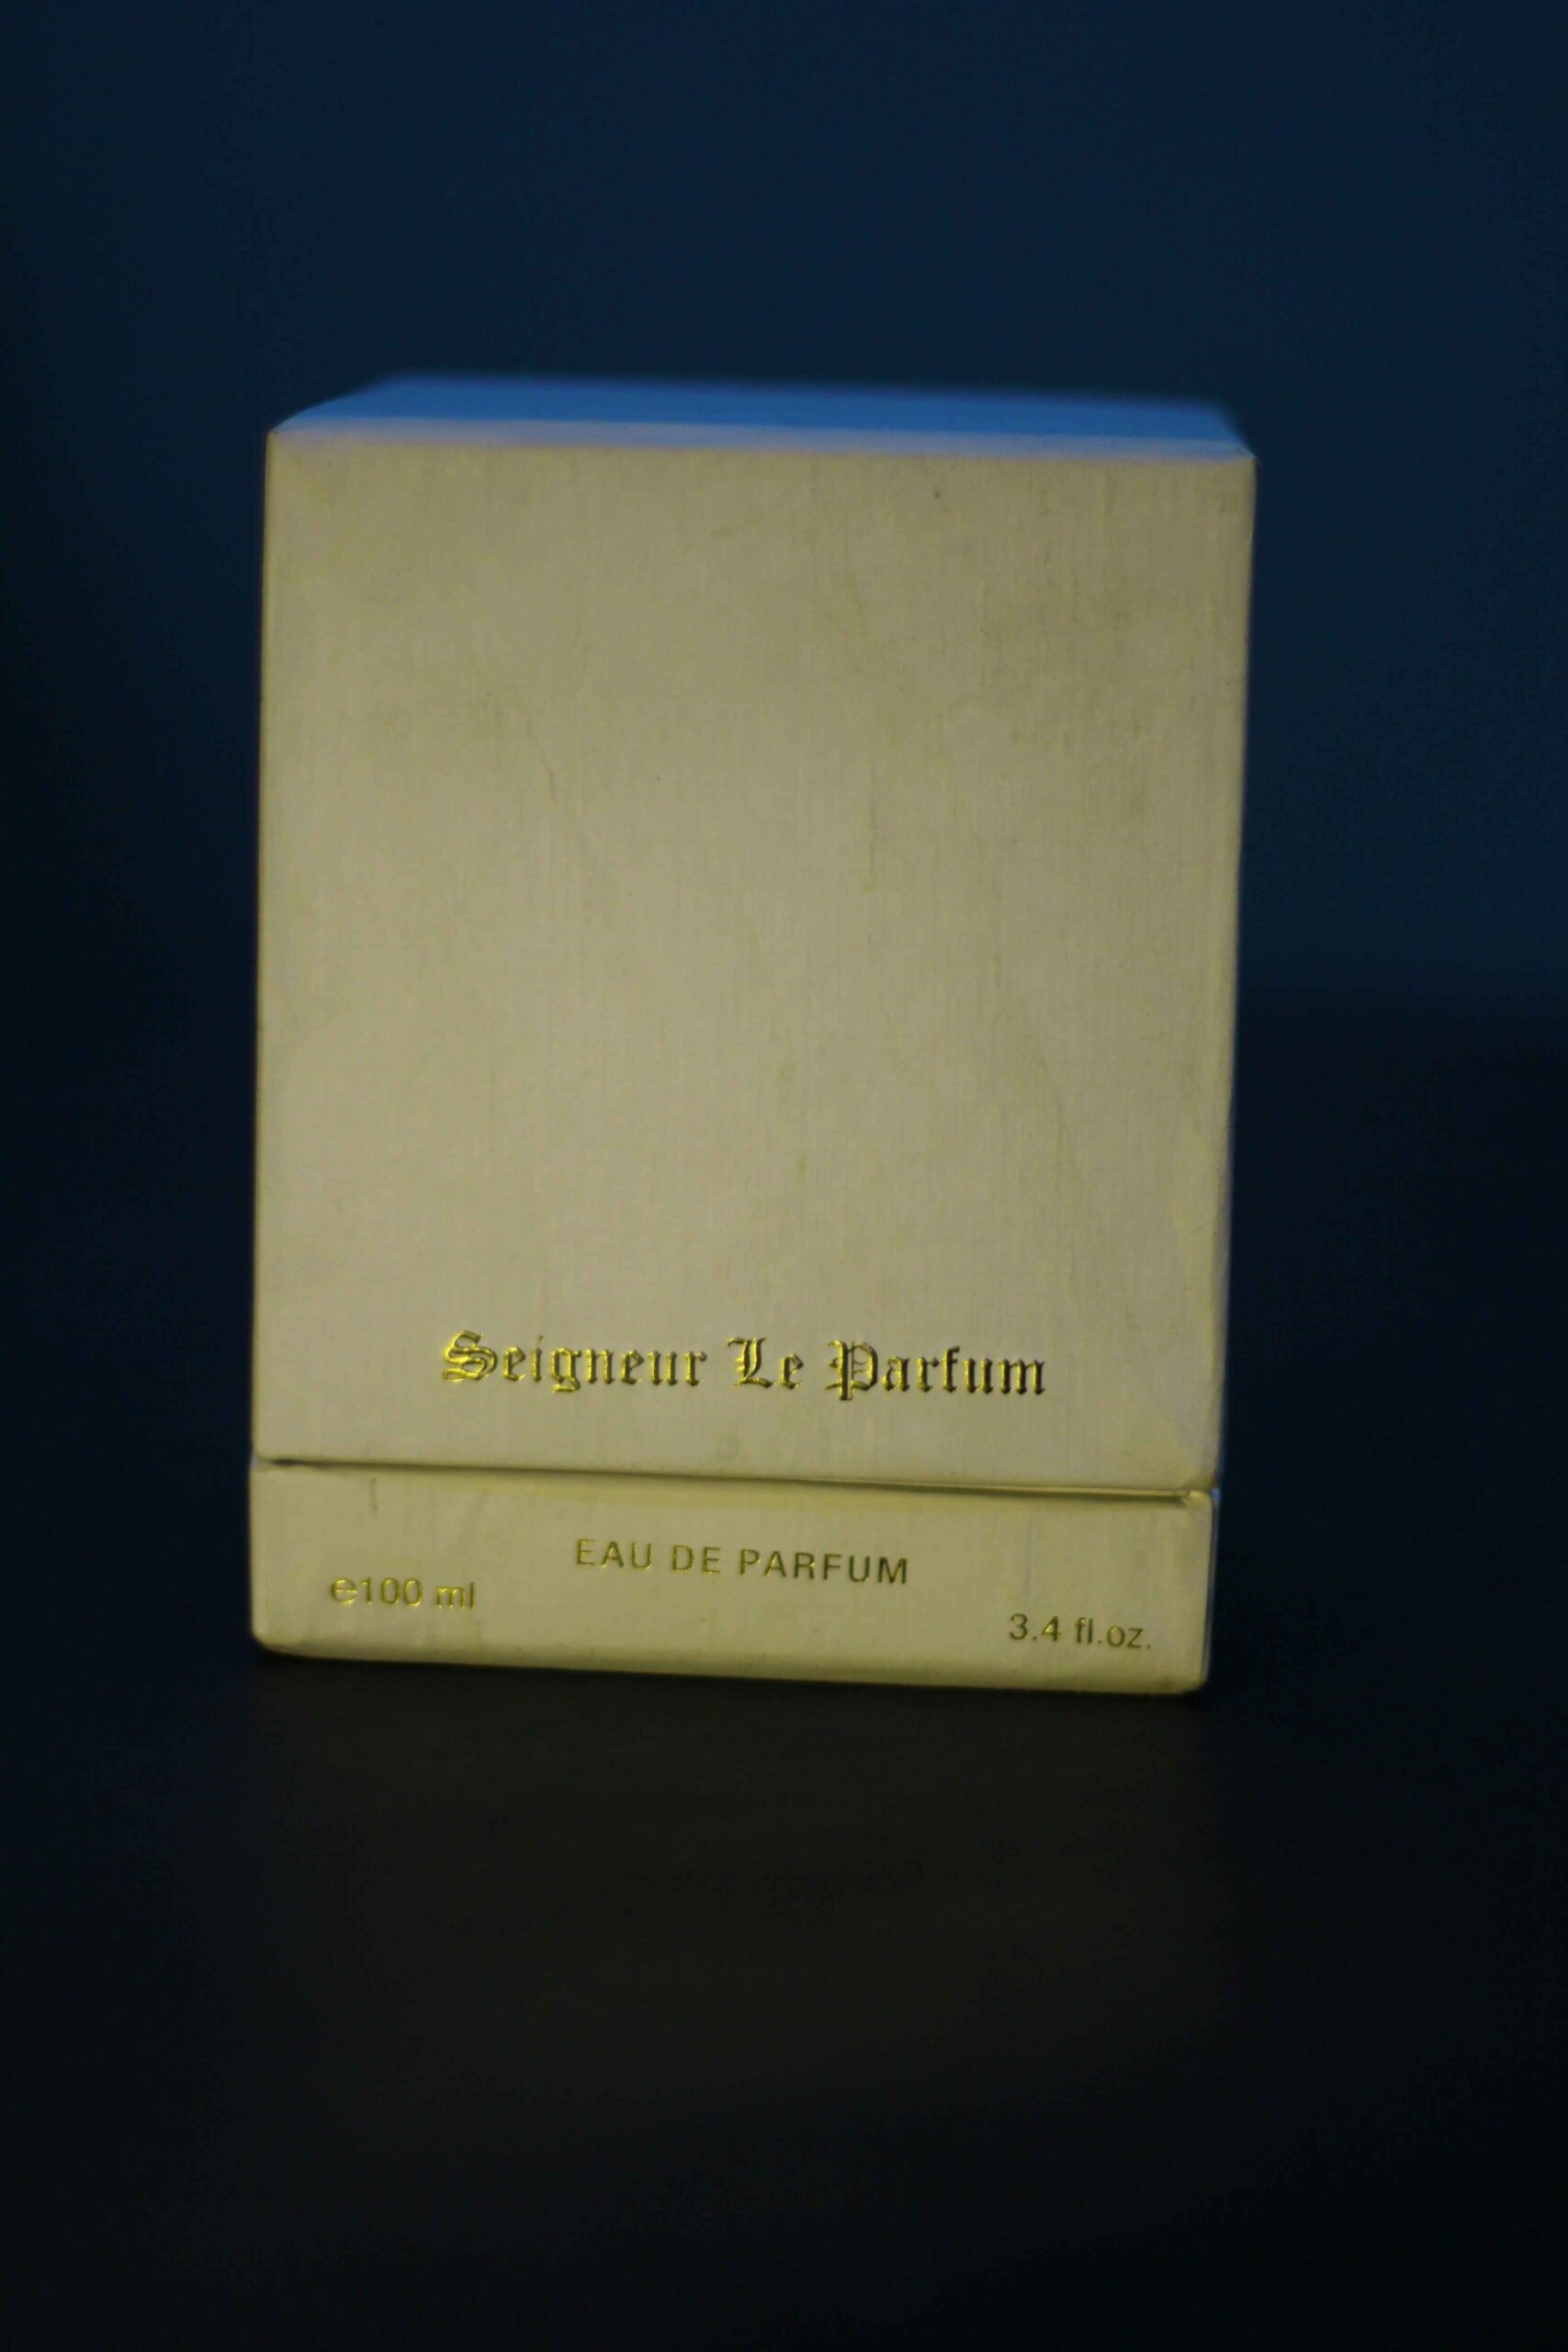 Seigneur Le Parfum
EAU DE PARFUM
℮100 ml
3.4 fl.oz.